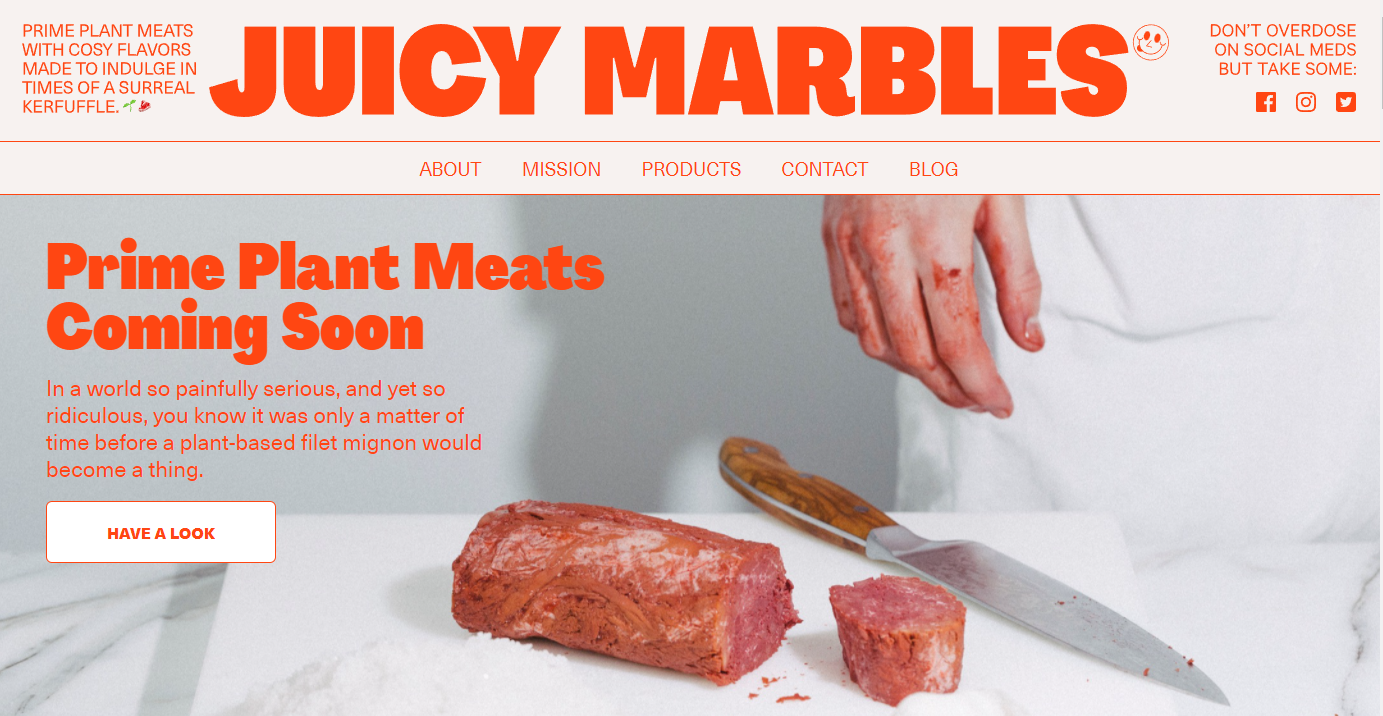 PRIME PLANT MEATS
WITH COSY FLAVORS
MADE TO INDULGE IN
TIMES OF A SURREAL
KERFUFFLE.🌱🥩
JUICY MARBLES
DON'T OVERDOSE
ON SOCIAL MEDS
BUT TAKE SOME:
ABOUT MISSION PRODUCTS CONTACT BLOG
Prime Plant Meats
Coming Soon
In a world so painfully serious, and yet so
ridiculous, you know it was only a matter of
time before a plant-based filet mignon would
become a thing.
HAVE A LOOK